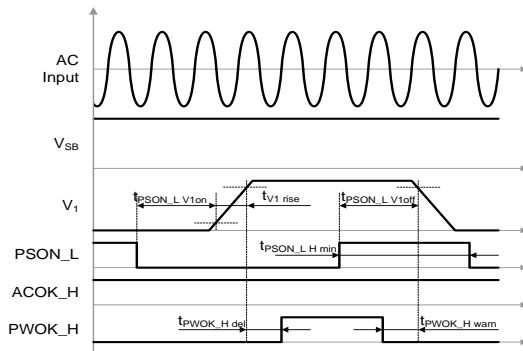 AC
Input
VSB
V1
tPSON_L V1on
tV1 rise
tPSON_L V1off
PSON_L
tPSON_L H min
ACOK_H
PWOK_H
tPWOK_H del
tPWOK_H warn